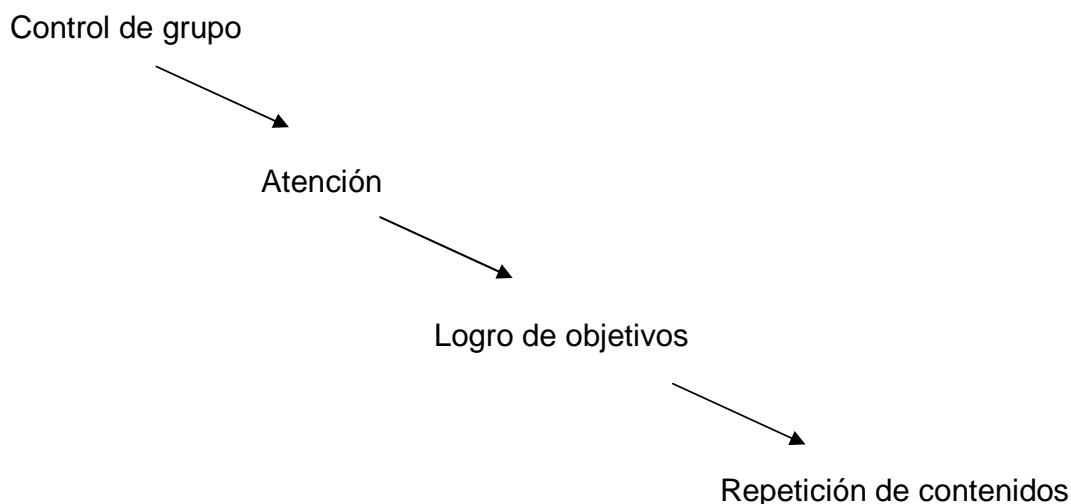 Control de grupo
Atención
Logro de objetivos
Repetición de contenidos